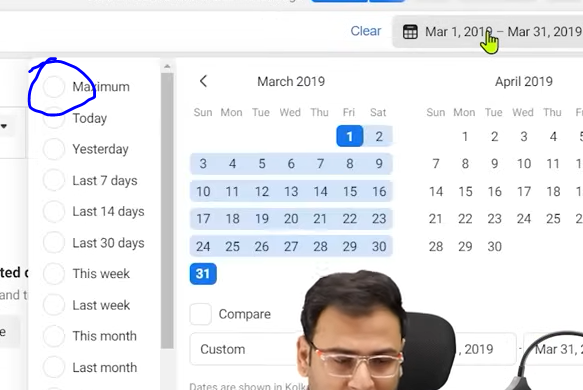 Clear
Mar 1, 2019 – Mar 31, 2019
Maximum
Today
Yesterday
Last 7 days
Last 14 days
Last 30 days
This week
Last week
This month
Last month
March 2019
Sun Mon Tue Wed Thu Fri Sat
1 2
3 4 5 6 7 8 9
10 11 12 13 14 15 16
17 18 19 20 21 22 23
24 25 26 27 28 29 30
31
April 2019
Sun Mon Tue Wed Thu
1 2 3 4 5
7 8 9 10 11
14 15 16 17 18
21 22 23 24 25
28 29 30
Compare
Custom
, 2019 - Mar 31, 2
Dates are shown in Kolk
ted
and
e